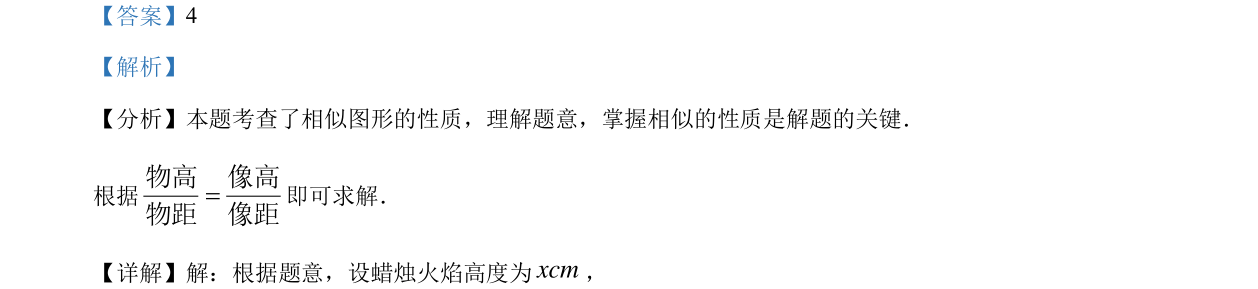 【答案】4
【解析】
【分析】本题考查了相似图形的性质，理解题意，掌握相似的性质是解题的关键．
根据 物高/物距 = 像高/像距 即可求解．
【详解】解：根据题意，设蜡烛火焰高度为 xcm，